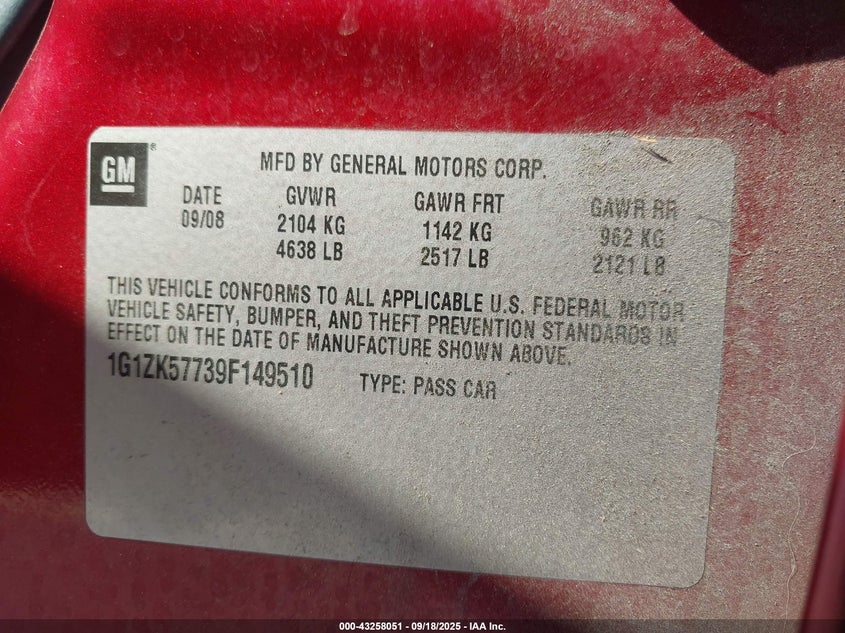 GM®
MFD BY GENERAL MOTORS CORP.
DATE GVWR GAWR FRT GAWR RR
09/08 2104 KG 1142 KG 962 KG
4638 LB 2517 LB 2121 LB
THIS VEHICLE CONFORMS TO ALL APPLICABLE U.S. FEDERAL MOTOR
VEHICLE SAFETY, BUMPER, AND THEFT PREVENTION STANDARDS IN
EFFECT ON THE DATE OF MANUFACTURE SHOWN ABOVE.
1G1ZK57739F149510 TYPE: PASS CAR
000-43258051 - 09/18/2025 - IAA Inc.